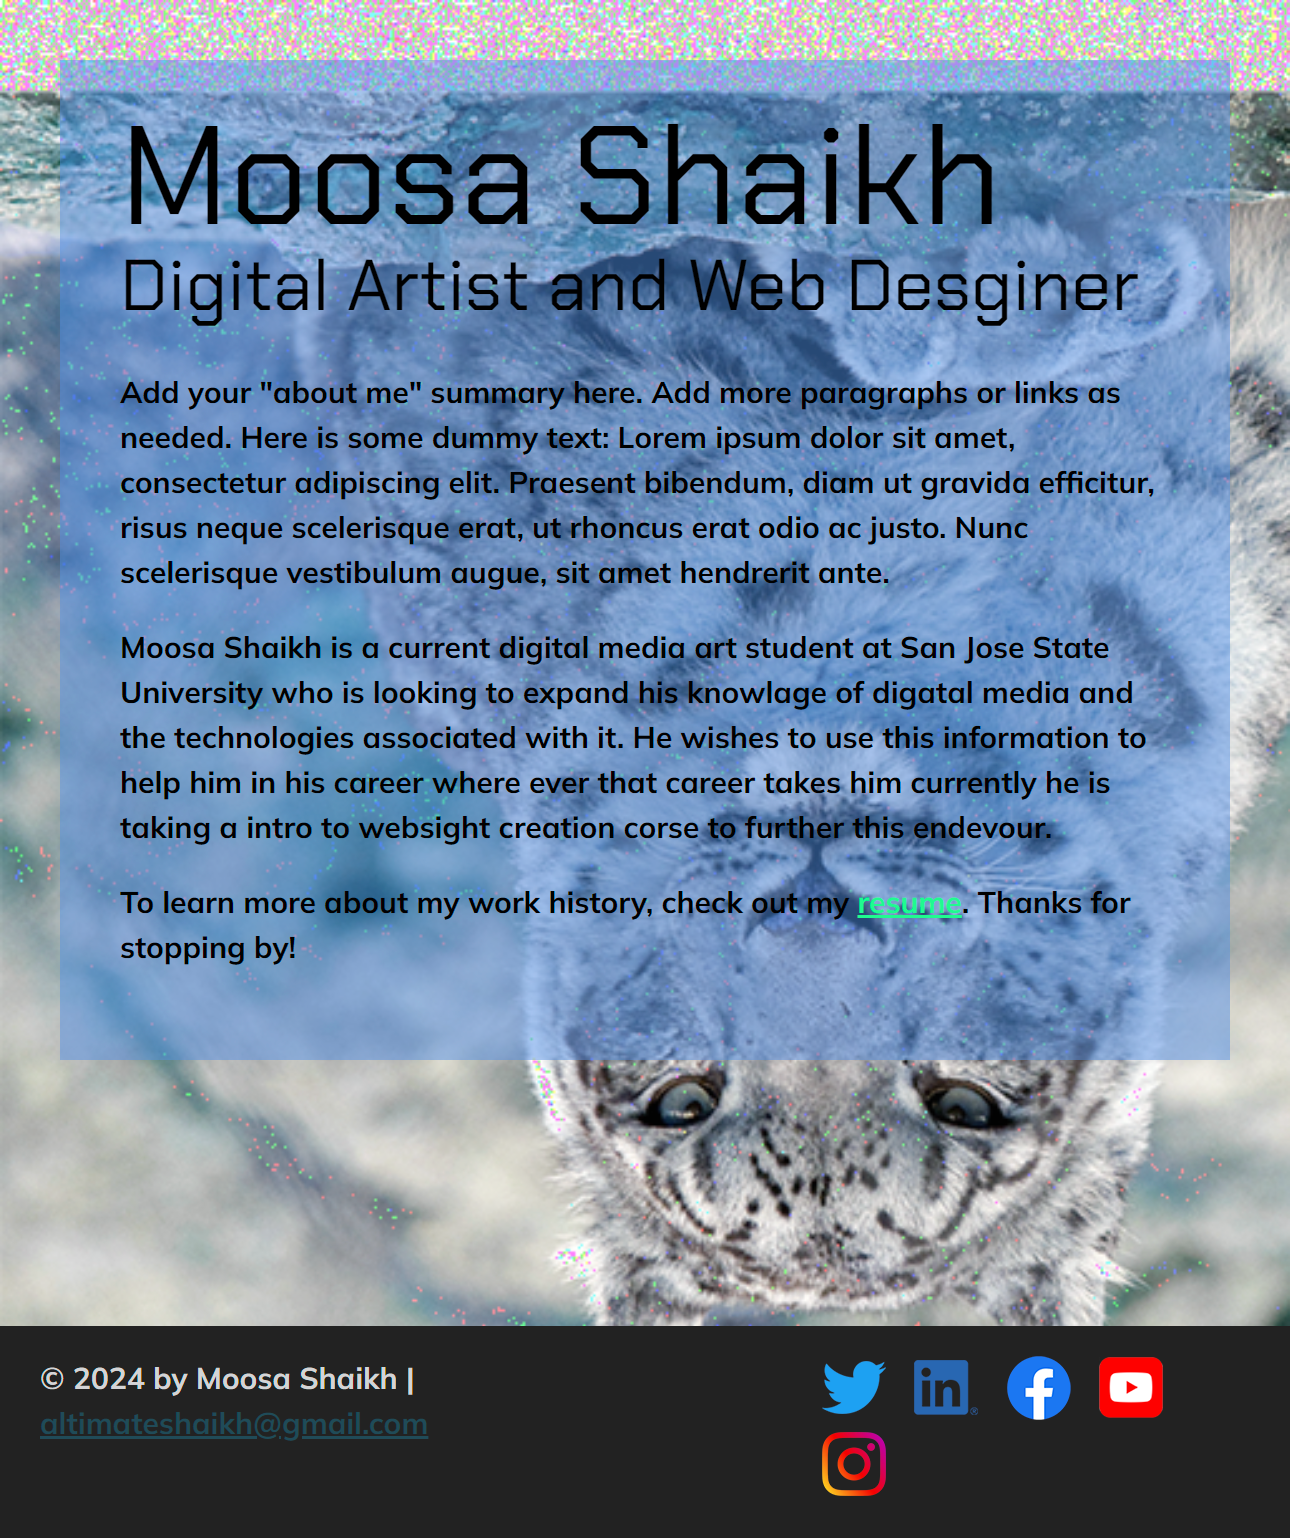 Moosa Shaikh
Digital Artist and Web Desginer
Add your "about me" summary here. Add more paragraphs or links as
needed. Here is some dummy text: Lorem ipsum dolor sit amet,
consectetur adipiscing elit. Praesent bibendum, diam ut gravida efficitur,
risus neque scelerisque erat, ut rhoncus erat odio ac justo. Nunc
scelerisque vestibulum augue, sit amet hendrerit ante.
Moosa Shaikh is a current digital media art student at San Jose State
University who is looking to expand his knowlage of digatal media and
the technologies associated with it. He wishes to use this information to
help him in his career where ever that career takes him currently he is
taking a intro to websight creation corse to further this endevour.
To learn more about my work history, check out my resume. Thanks for
stopping by!
© 2024 by Moosa Shaikh |
altimateshaikh@gmail.com
in®